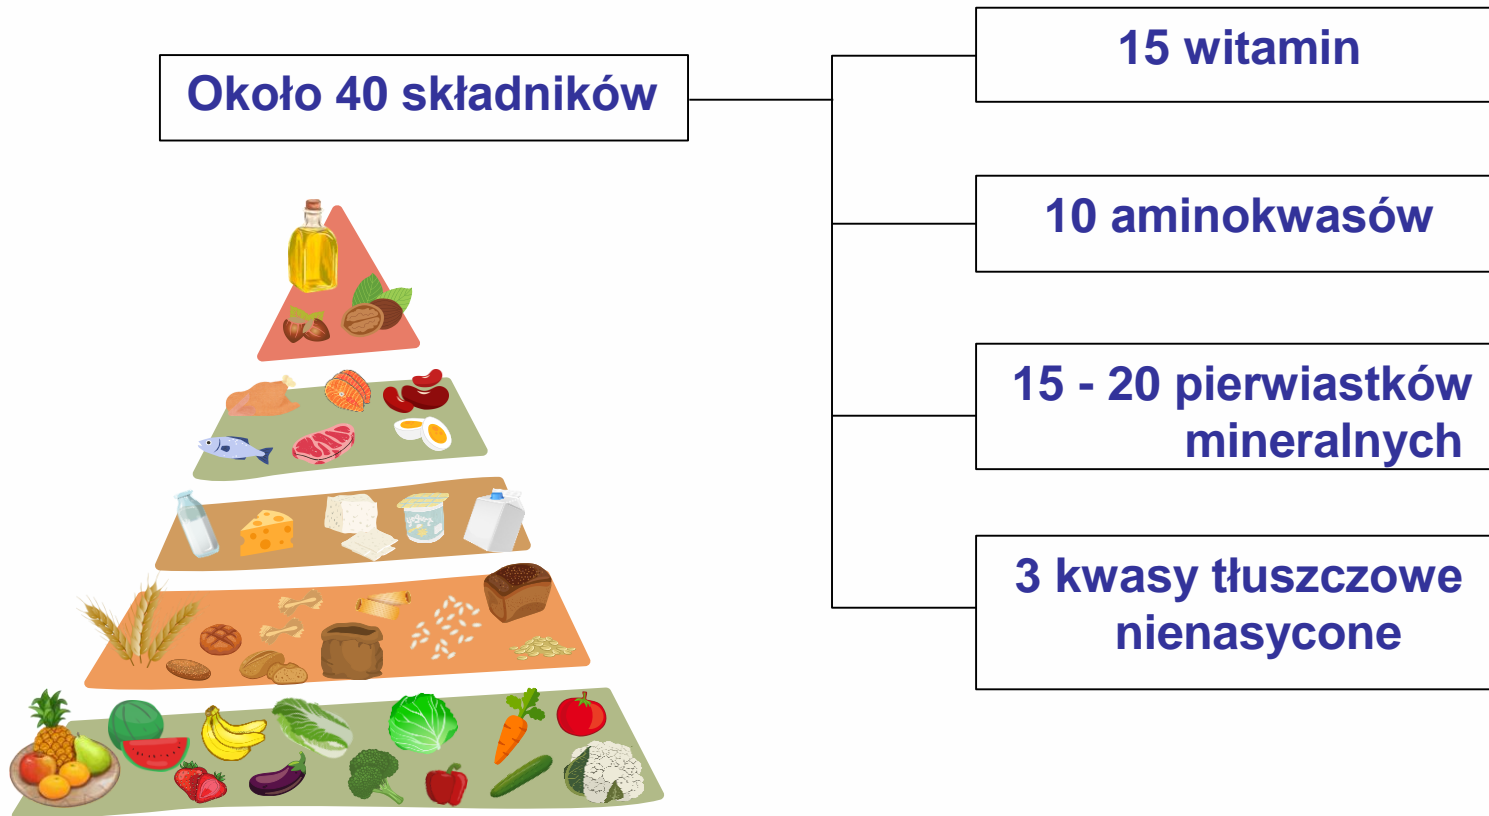 Około 40 składników
15 witamin
10 aminokwasów
15 - 20 pierwiastków
mineralnych
3 kwasy tłuszczowe
nienasycone